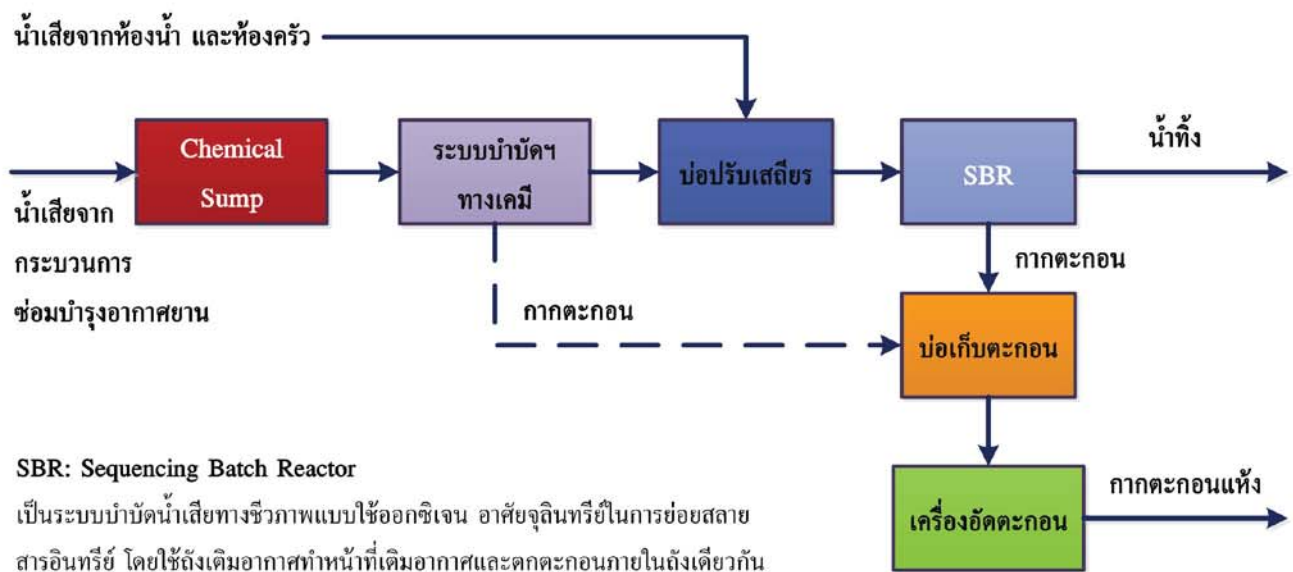 น้ำเสียจากห้องน้ำ และห้องครัว
Chemical
Sump
ระบบบำบัดฯ
ทางเคมี
บ่อปรับเสถียร
SBR
น้ำทิ้ง
น้ำเสียจาก
กระบวนการ
ซ่อมบำรุงอากาศยาน
กากตะกอน
กากตะกอน
บ่อเก็บตะกอน
SBR: Sequencing Batch Reactor
เป็นระบบบำบัดน้ำเสียทางชีวภาพแบบใช้ออกซิเจน อาศัยจุลินทรีย์ในการย่อยสลาย
สารอินทรีย์ โดยใช้ถังเติมอากาศทำหน้าที่เติมอากาศและตกตะกอนภายในถังเดียวกัน
เครื่องอัดตะกอน
กากตะกอนแห้ง